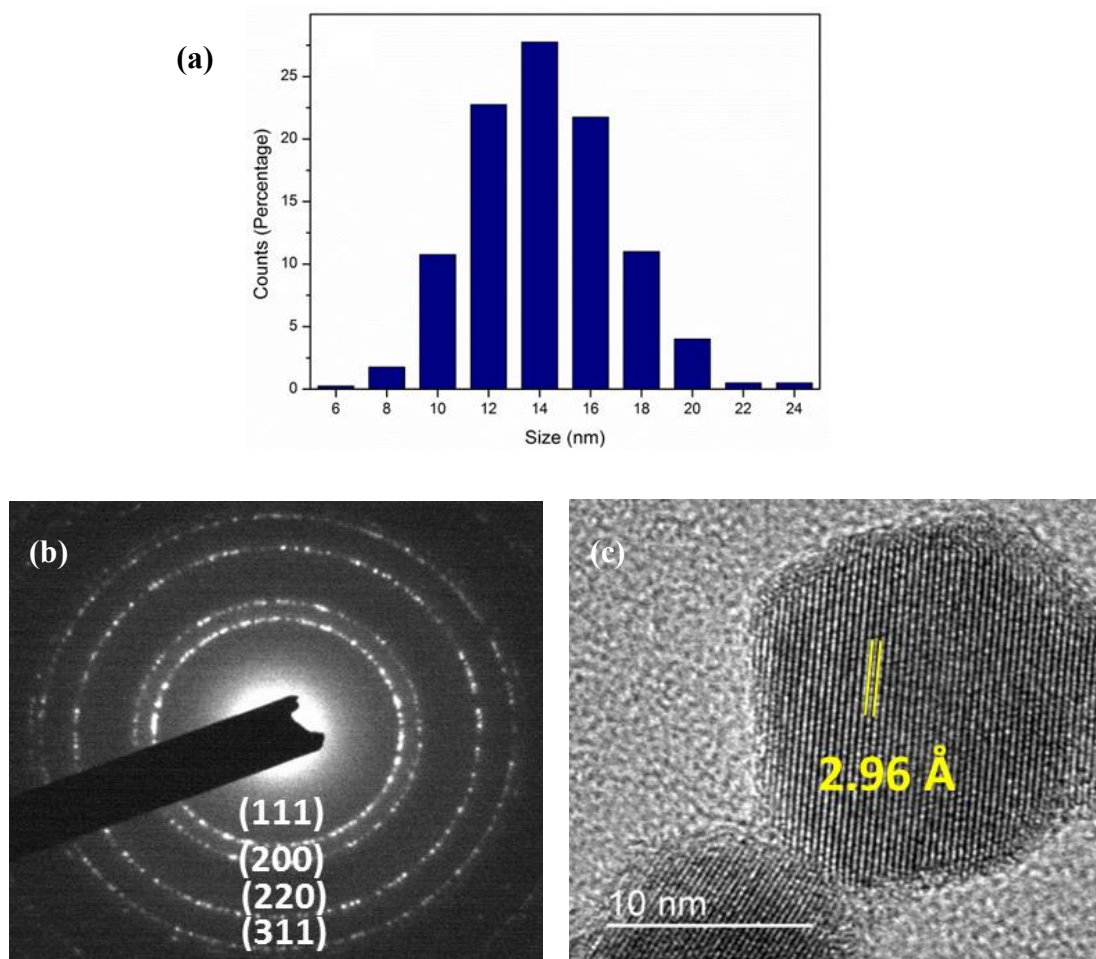 (a)
Counts (Percentage)
25
20
15
10
5
0
6 8 10 12 14 16 18 20 22 24
Size (nm)
(b)
(111)
(200)
(220)
(311)
(c)
2.96 Å
10 nm